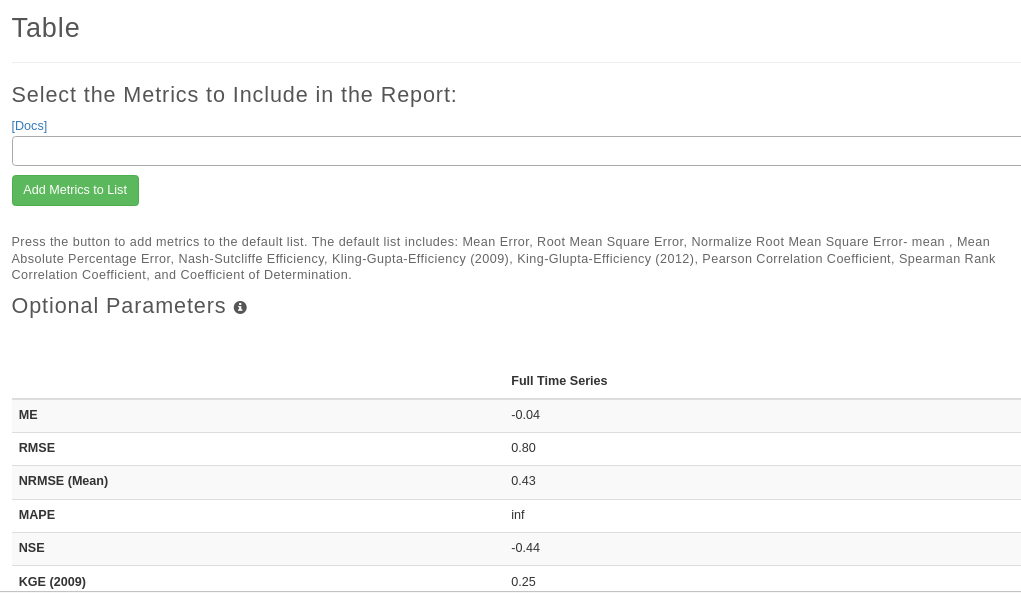 Table
Select the Metrics to Include in the Report:
[Docs]
Add Metrics to List
Press the button to add metrics to the default list. The default list includes: Mean Error, Root Mean Square Error, Normalize Root Mean Square Error- mean , Mean
Absolute Percentage Error, Nash-Sutcliffe Efficiency, Kling-Gupta-Efficiency (2009), King-Glupta-Efficiency (2012), Pearson Correlation Coefficient, Spearman Rank
Correlation Coefficient, and Coefficient of Determination.
Optional Parameters
Full Time Series
ME -0.04
RMSE 0.80
NRMSE (Mean) 0.43
MAPE inf
NSE -0.44
KGE (2009) 0.25